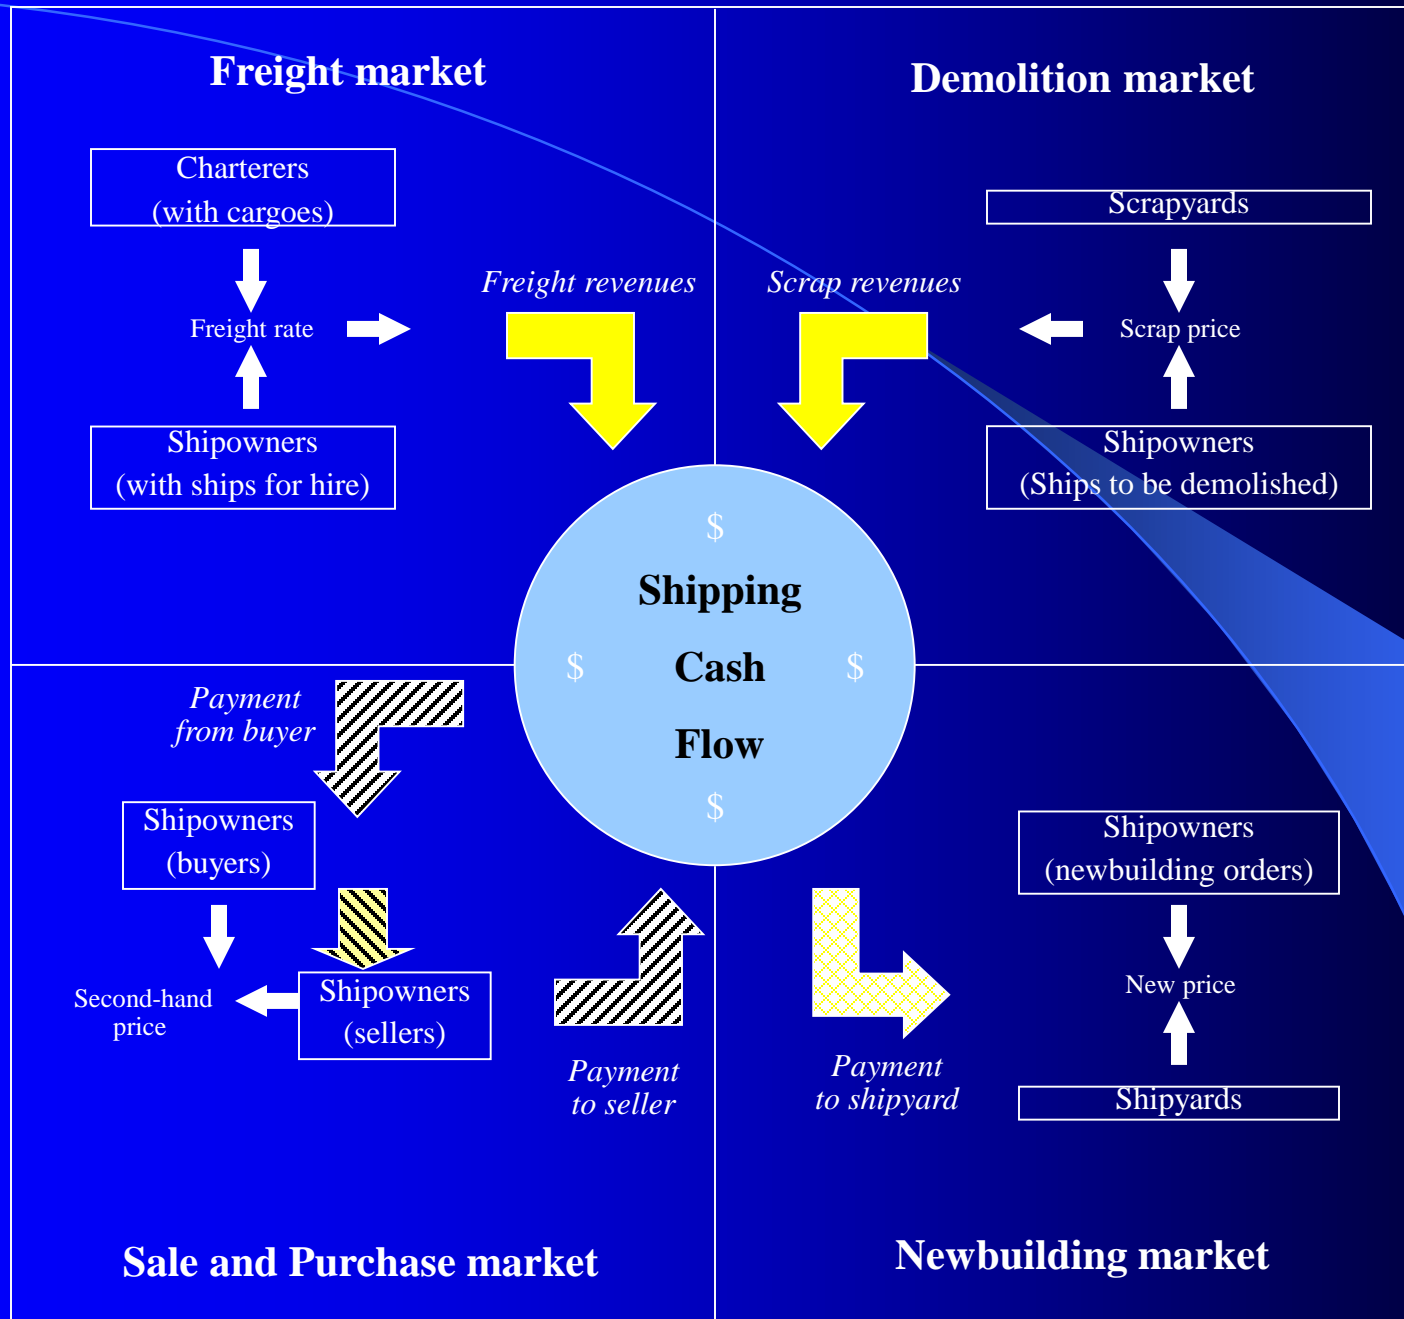 Freight market
Charterers
(with cargoes)
Freight rate
Shipowners
(with ships for hire)
Freight revenues
Demolition market
Scrap revenues
Scrapyards
Scrap price
Shipowners
(Ships to be demolished)
$
Shipping
$ Cash $
Flow
$
Payment
from buyer
Shipowners
(buyers)
Second-hand
price
Shipowners
(sellers)
Payment
to seller
Sale and Purchase market
Payment
to shipyard
Shipowners
(newbuilding orders)
New price
Shipyards
Newbuilding market